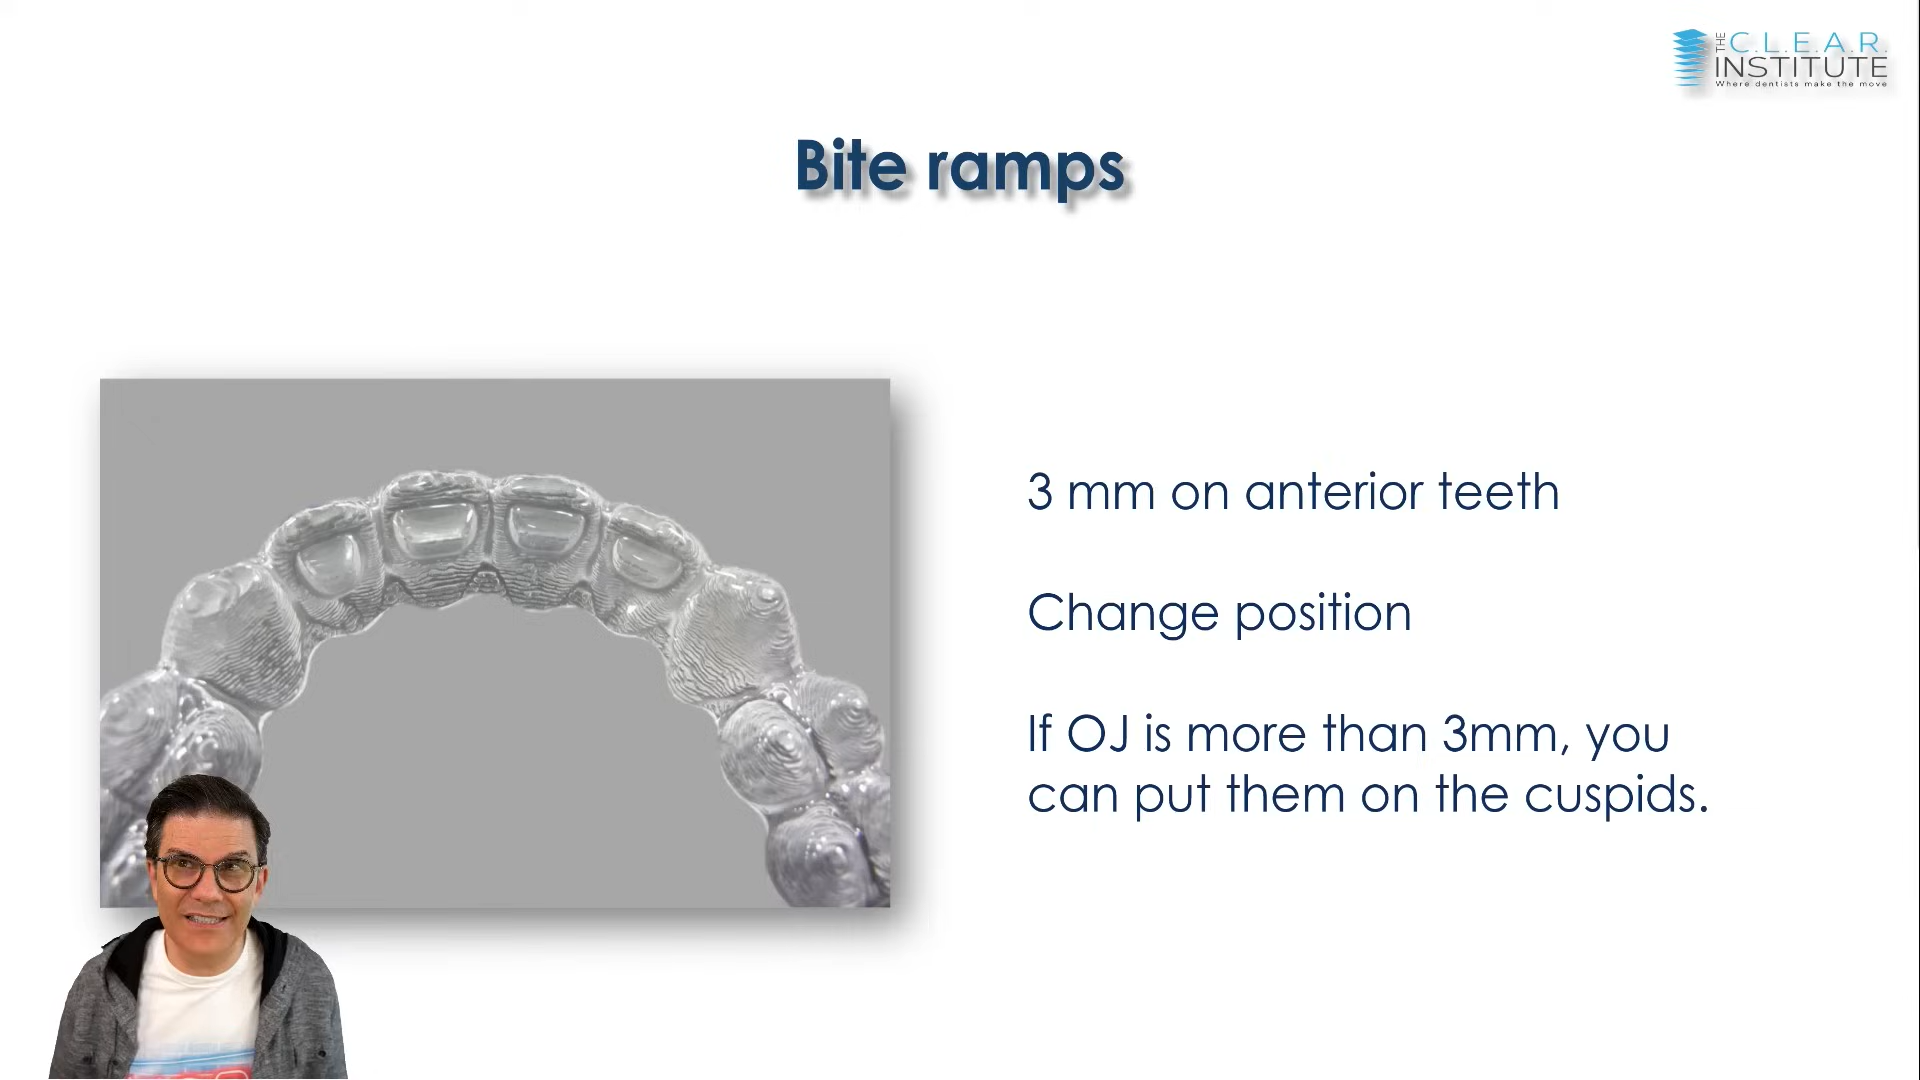 THE C.L.E.A.R.
INSTITUTE
Where dentists make the move
Bite ramps
3 mm on anterior teeth
Change position
If OJ is more than 3mm, you
can put them on the cuspids.